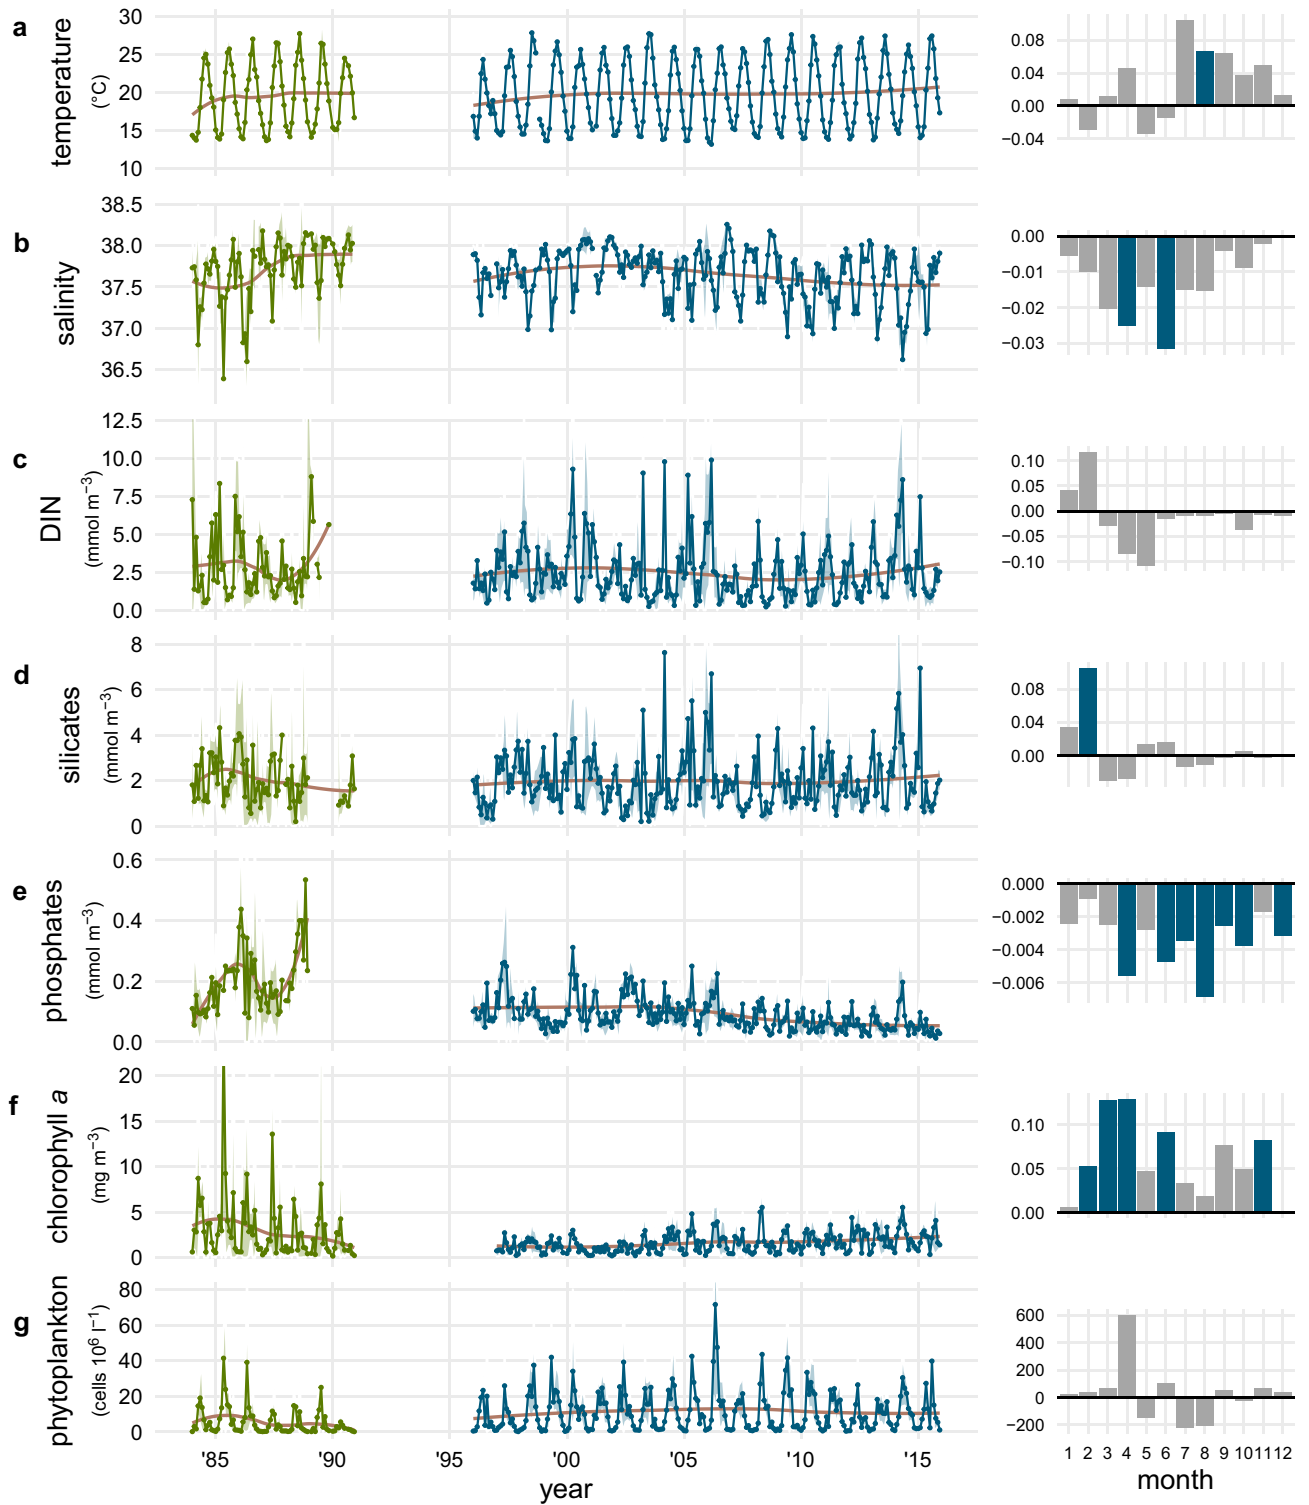 a
temperature
(°C)
30
25
20
15
10
0.08
0.04
0.00
−0.04
b
salinity
38.5
38.0
37.5
37.0
36.5
0.00
−0.01
−0.02
−0.03
c
DIN
(mmol m−3)
12.5
10.0
7.5
5.0
2.5
0.0
0.10
0.05
0.00
−0.05
−0.10
d
silicates
(mmol m−3)
8
6
4
2
0
0.08
0.04
0.00
e
phosphates
(mmol m−3)
0.6
0.4
0.2
0.0
0.000
−0.002
−0.004
−0.006
f
chlorophyll a
(mg m−3)
20
15
10
5
0
0.10
0.05
0.00
g
phytoplankton
(cells 10⁶ l−1)
80
60
40
20
0
600
400
200
0
−200
'85 '90 '95 '00 '05 '10 '15
year
1 2 3 4 5 6 7 8 9 10 11 12
month